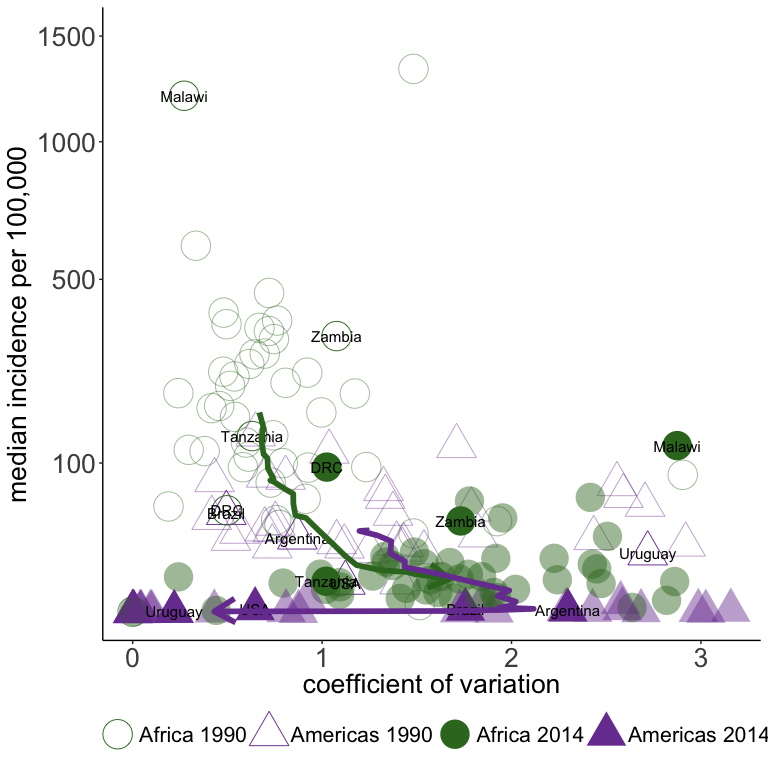 1500
Malawi
1000
500
Zambia
100
Tanzania
Malawi
DRC
DRC
Brazil
Zambia
Argentina
Uruguay
Tanzania
USA
Uruguay
USA
Brazil
Argentina
median incidence per 100,000
0
1
2
3
coefficient of variation
Africa 1990 Americas 1990 Africa 2014 Americas 2014